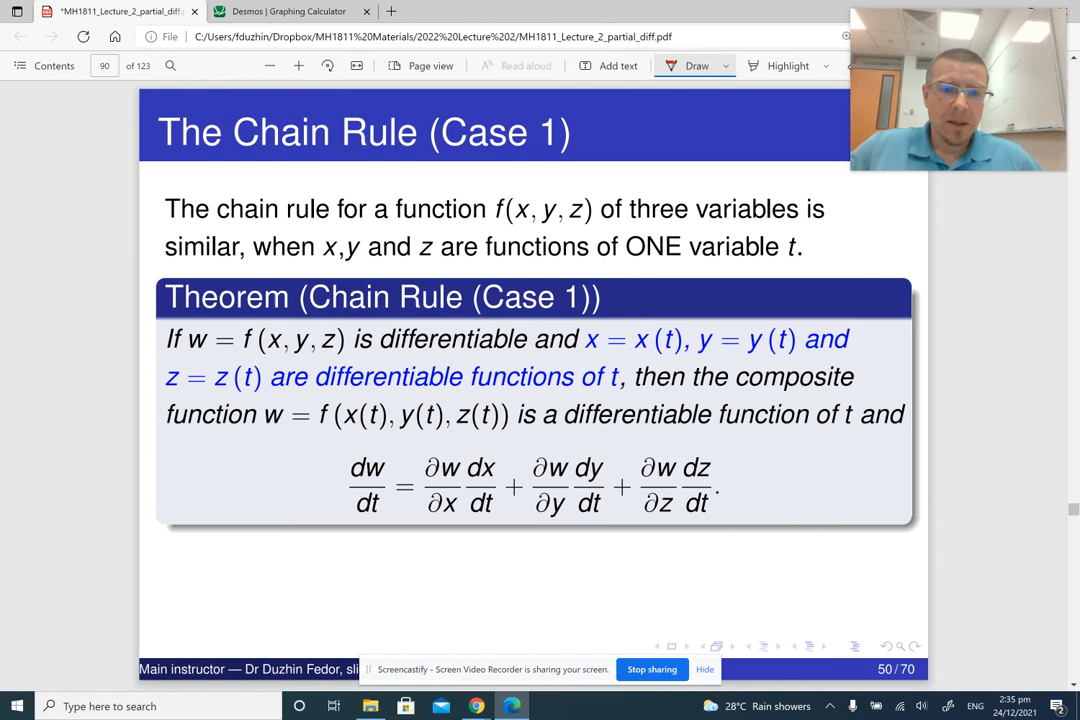 *MH1811_Lecture_2_partial_diff.p
Desmos | Graphing Calculator
File
C:/Users/fduzhin/Dropbox/MH1811%20Materials/2022%20Lecture%202/MH1811_Lecture_2_partial_diff.pdf
Contents
90 of 123
Page view
Read aloud
Add text
Draw
Highlight
The Chain Rule (Case 1)
The chain rule for a function f(x, y, z) of three variables is
similar, when x,y and z are functions of ONE variable t.
Theorem (Chain Rule (Case 1))
If w = f (x, y, z) is differentiable and x = x (t), y = y (t) and
z = z (t) are differentiable functions of t, then the composite
function w = f (x(t), y(t), z(t)) is a differentiable function of t and
dw/dt = ∂w/∂x dx/dt + ∂w/∂y dy/dt + ∂w/∂z dz/dt.
Main instructor — Dr Duzhin Fedor, sli
50 / 70
Screencastify - Screen Video Recorder is sharing your screen.
Stop sharing
Hide
Type here to search
28°C Rain showers
ENG
2:35 pm
24/12/2021
2